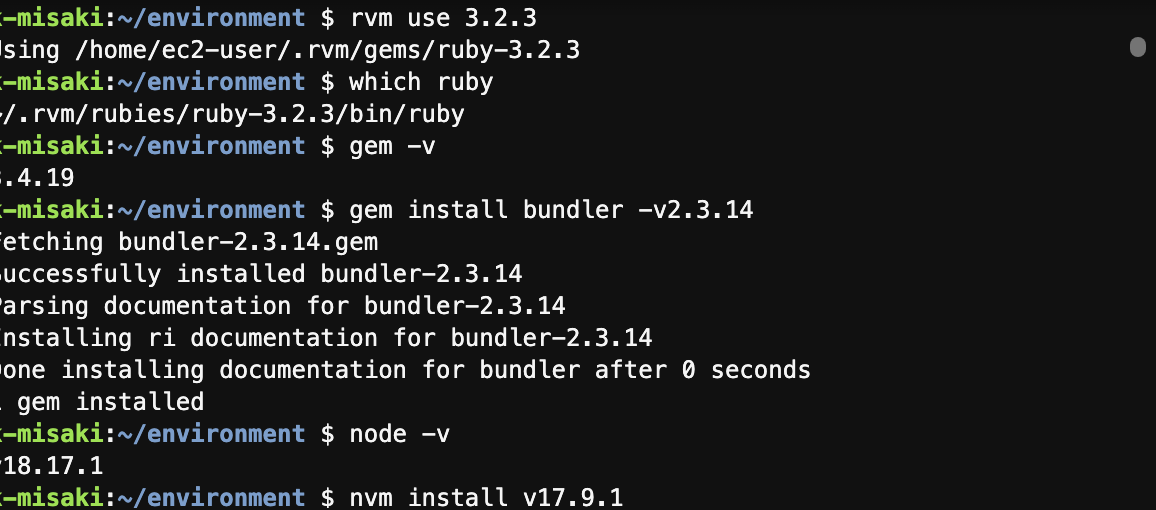 -misaki:~/environment $ rvm use 3.2.3
sing /home/ec2-user/.rvm/gems/ruby-3.2.3
-misaki:~/environment $ which ruby
/.rvm/rubies/ruby-3.2.3/bin/ruby
-misaki:~/environment $ gem -v
.4.19
-misaki:~/environment $ gem install bundler -v2.3.14
etching bundler-2.3.14.gem
uccessfully installed bundler-2.3.14
arsing documentation for bundler-2.3.14
nstalling ri documentation for bundler-2.3.14
one installing documentation for bundler after 0 seconds
gem installed
-misaki:~/environment $ node -v
18.17.1
-misaki:~/environment $ nvm install v17.9.1